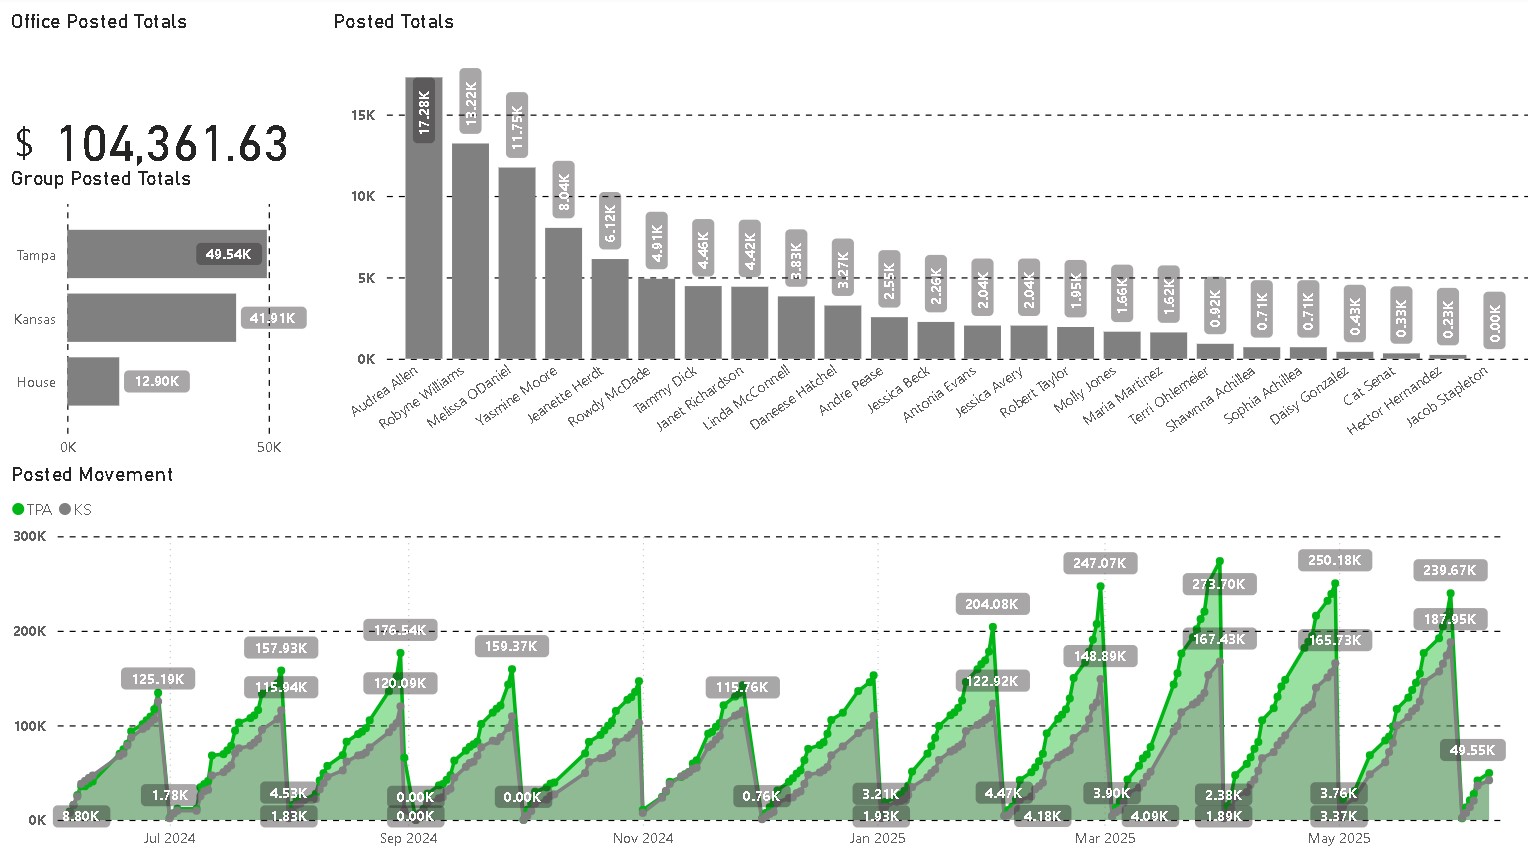 Office Posted Totals
$ 104,361.63
Group Posted Totals
Tampa 49.54K
Kansas 41.91K
House 12.90K
0K 50K
Posted Totals
15K
10K
5K
0K
17.28K 13.22K 11.75K 8.04K 6.12K 4.91K 4.46K 4.42K 3.83K 3.27K 2.55K 2.26K 2.04K 2.04K 1.95K 1.66K 1.62K 0.92K 0.71K 0.71K 0.43K 0.33K 0.23K 0.00K
Audrea Allen
Robyne Williams
Melissa ODaniel
Yasmine Moore
Jeanette Herdt
Rowdy McDade
Tammy Dick
Janet Richardson
Linda McConnell
Daneese Hatchel
Andre Pease
Jessica Beck
Antonia Evans
Jessica Avery
Robert Taylor
Molly Jones
Maria Martinez
Terri Ohlemeier
Shawnna Achillea
Sophia Achillea
Daisy Gonzalez
Cat Senat
Hector Hernandez
Jacob Stapleton
Posted Movement
TPA KS
300K
200K
100K
0K
125.19K 157.93K 176.54K 159.37K 115.76K 204.08K 247.07K 273.70K 250.18K 239.67K
115.94K 120.09K 122.92K 148.89K 167.43K 165.73K 187.95K
49.55K
1.78K 4.53K 0.00K 0.00K 0.76K 3.21K 4.47K 3.90K 2.38K 3.76K
8.80K 1.83K 0.00K 1.93K 4.18K 4.09K 1.89K 3.37K
Jul 2024 Sep 2024 Nov 2024 Jan 2025 Mar 2025 May 2025